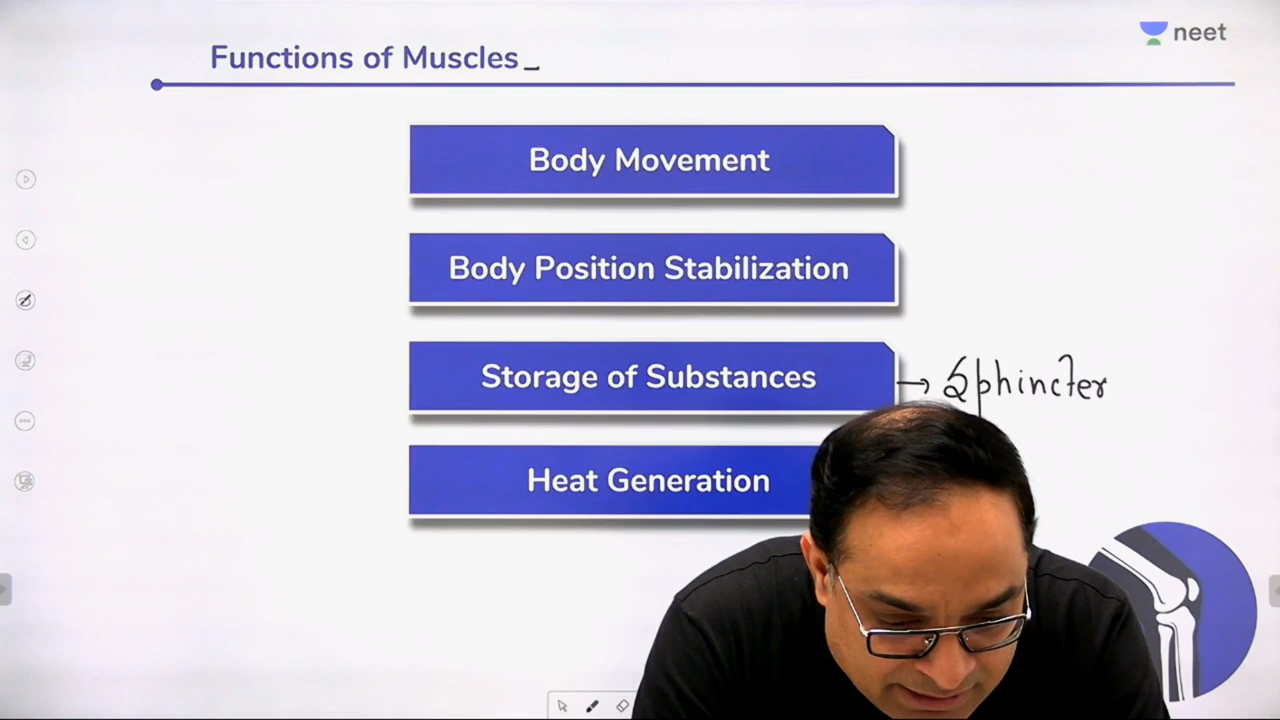 neet
Functions of Muscles
Body Movement
Body Position Stabilization
Storage of Substances → Sphincter
Heat Generation